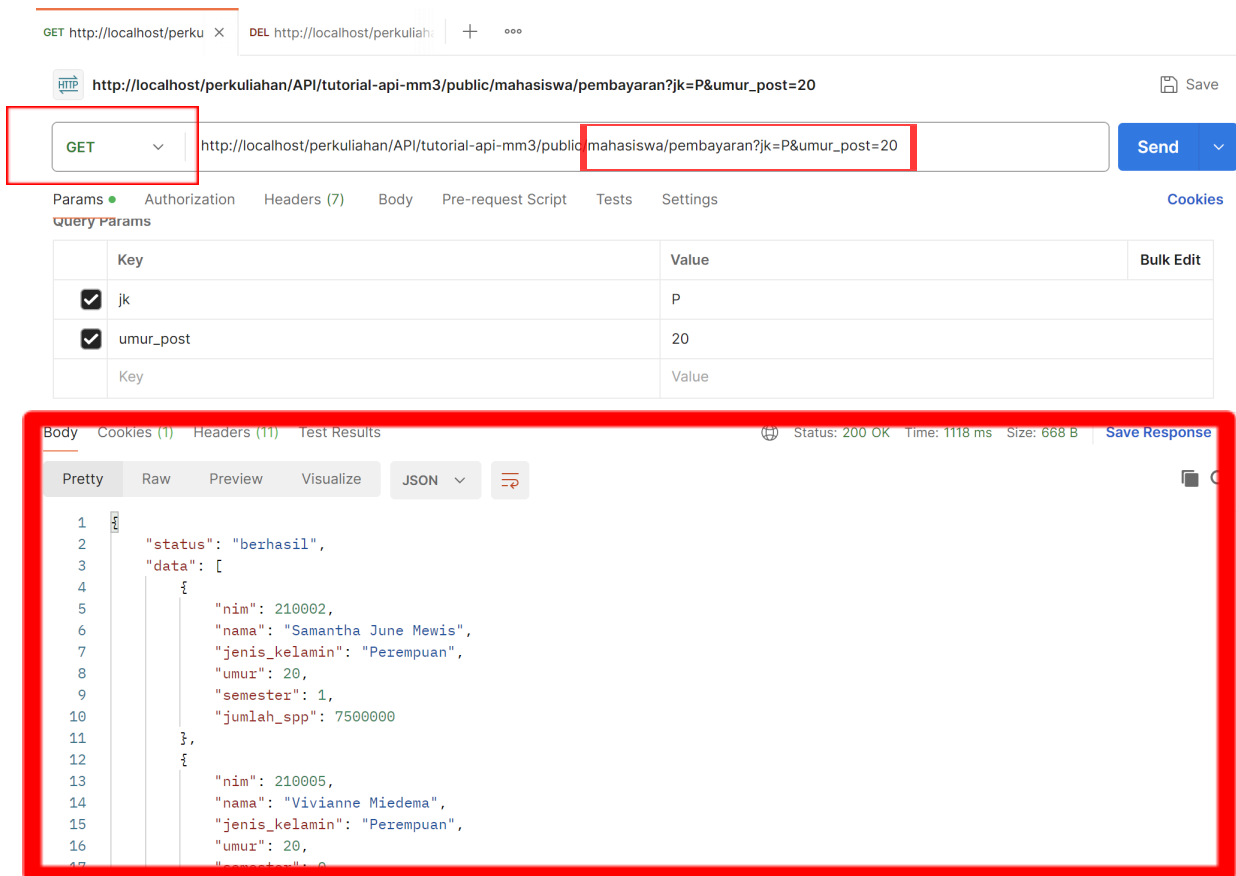 GET http://localhost/perku × DEL http://localhost/perkuliaha + ooo
HTTP http://localhost/perkuliahan/API/tutorial-api-mm3/public/mahasiswa/pembayaran?jk=P&umur_post=20 Save
GET http://localhost/perkuliahan/API/tutorial-api-mm3/public/mahasiswa/pembayaran?jk=P&umur_post=20 Send
Params Authorization Headers (7) Body Pre-request Script Tests Settings Cookies
Query Params
Key Value Bulk Edit
jk P
umur_post 20
Key Value
Body Cookies (1) Headers (11) Test Results Status: 200 OK Time: 1118 ms Size: 668 B Save Response
Pretty Raw Preview Visualize JSON
1 {
2 "status": "berhasil",
3 "data": [
4 {
5 "nim": 210002,
6 "nama": "Samantha June Mewis",
7 "jenis_kelamin": "Perempuan",
8 "umur": 20,
9 "semester": 1,
10 "jumlah_spp": 7500000
11 },
12 {
13 "nim": 210005,
14 "nama": "Vivianne Miedema",
15 "jenis_kelamin": "Perempuan",
16 "umur": 20,
17 "semester":